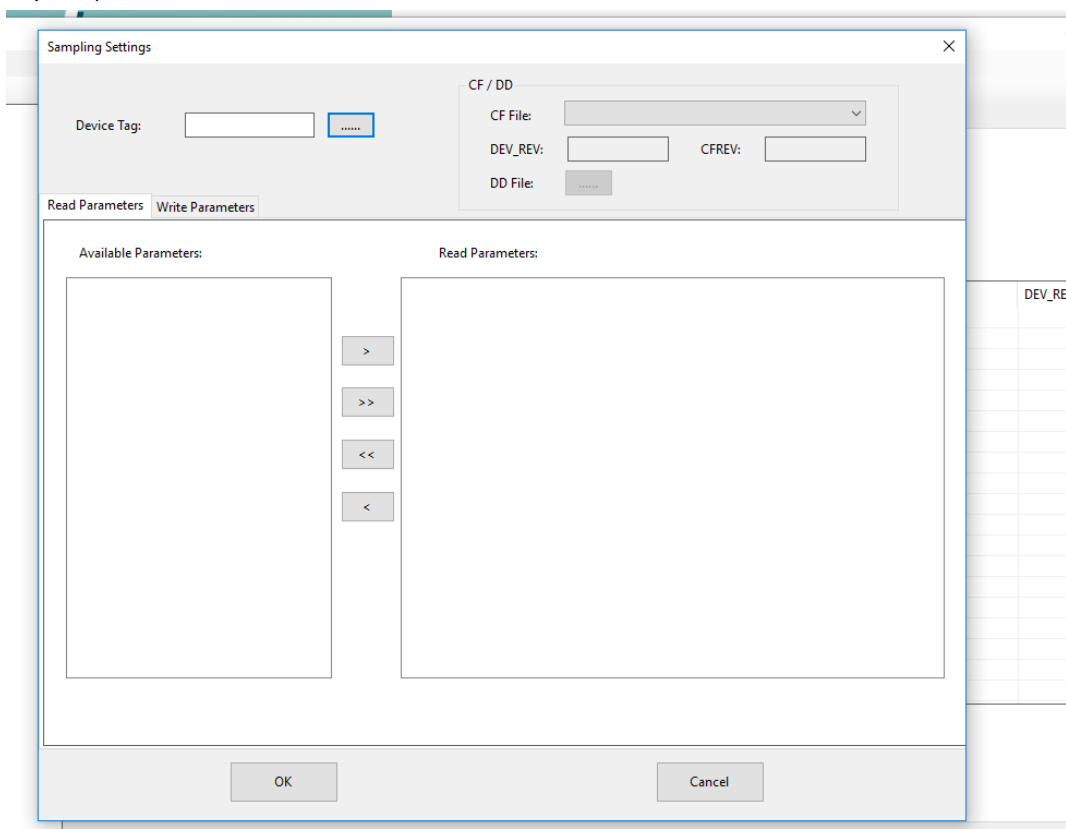 Sampling Settings
CF / DD
Device Tag:
......
CF File:
DEV_REV:
CFREV:
DD File:
......
Read Parameters
Write Parameters
Available Parameters:
Read Parameters:
DEV_RE
>
>>
<<
<
OK
Cancel